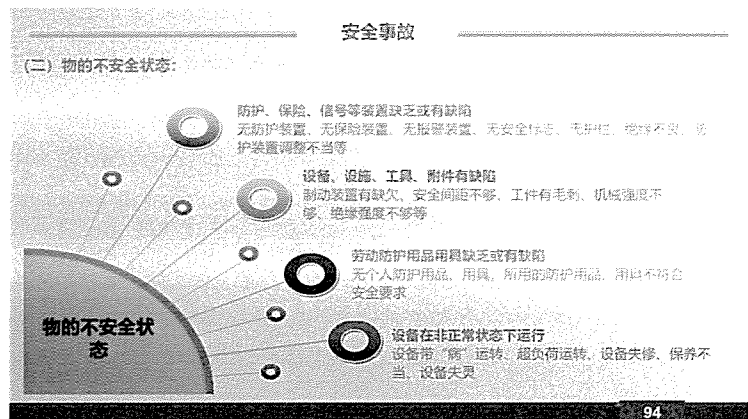 安全事故
(二) 物的不安全状态:
防护、保险、信号等装置缺乏或有缺陷
无防护装置、无保险装置、无报警装置、无安全标志、无护栏、绝缘不良、防
护装置调整不当等
设备、设施、工具、附件有缺陷
制动装置有缺欠、安全间距不够、工件有毛刺、机械强度不
够、绝缘强度不够等
劳动防护用品用具缺乏或有缺陷
无个人防护用品、用具，所用的防护用品、用具不符合
安全要求
物的不安全状
态
设备在非正常状态下运行
设备带“病”运转、超负荷运转、设备失修、保养不
当、设备失灵
94